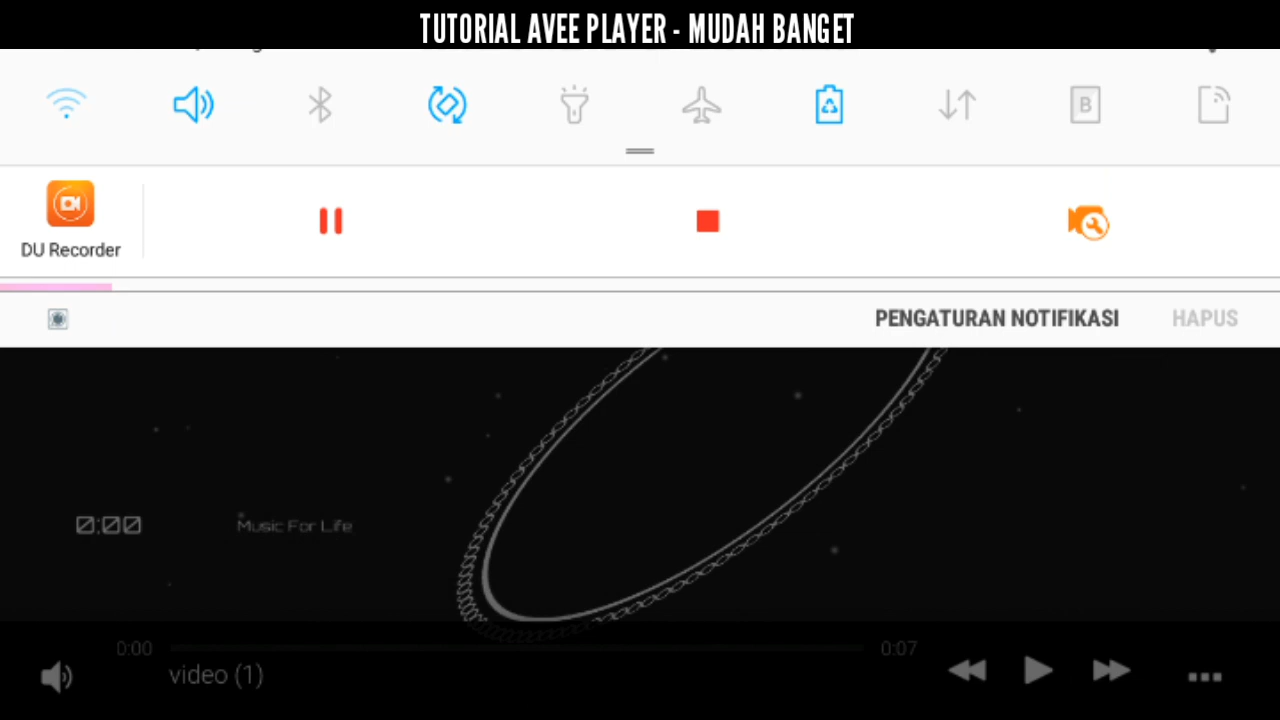 TUTORIAL AVEE PLAYER - MUDAH BANGET
B
DU Recorder
PENGATURAN NOTIFIKASI HAPUS
0:00 Music For Life
0:00 0:07
video (1)